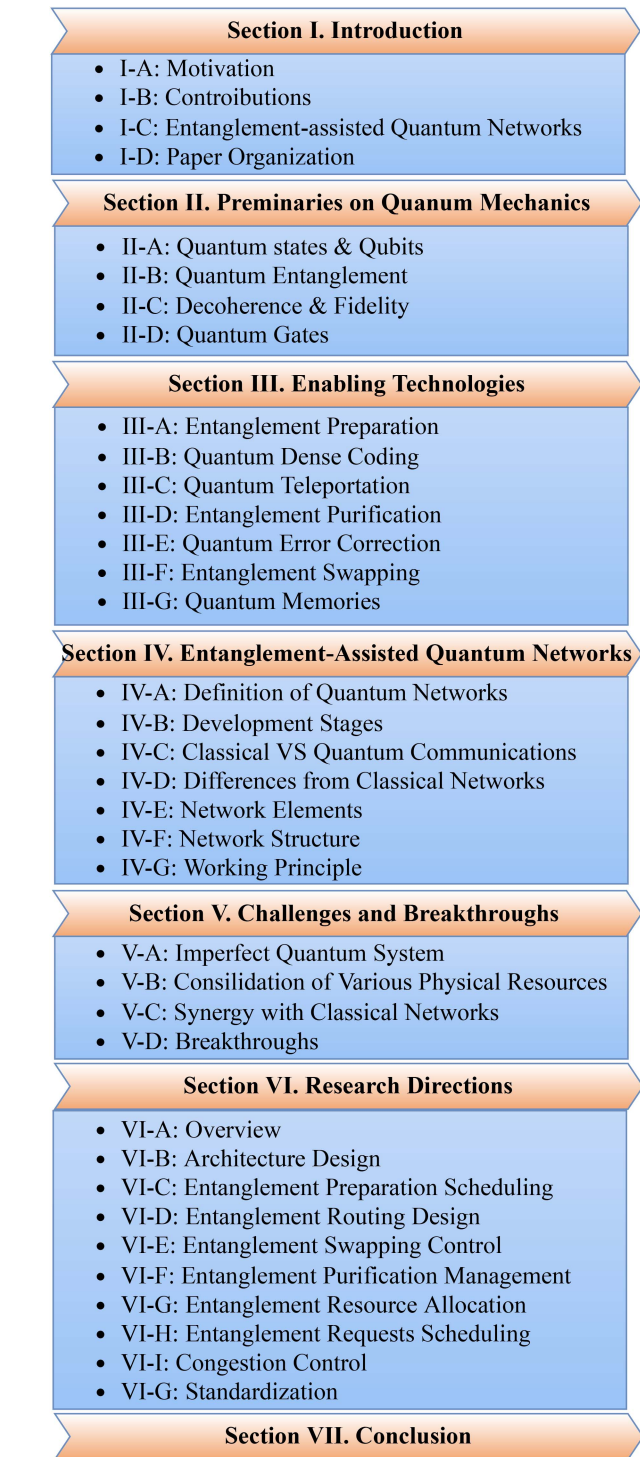 Section I. Introduction
• I-A: Motivation
• I-B: Controibutions
• I-C: Entanglement-assisted Quantum Networks
• I-D: Paper Organization
Section II. Preminaries on Quanum Mechanics
• II-A: Quantum states & Qubits
• II-B: Quantum Entanglement
• II-C: Decoherence & Fidelity
• II-D: Quantum Gates
Section III. Enabling Technologies
• III-A: Entanglement Preparation
• III-B: Quantum Dense Coding
• III-C: Quantum Teleportation
• III-D: Entanglement Purification
• III-E: Quantum Error Correction
• III-F: Entanglement Swapping
• III-G: Quantum Memories
Section IV. Entanglement-Assisted Quantum Networks
• IV-A: Definition of Quantum Networks
• IV-B: Development Stages
• IV-C: Classical VS Quantum Communications
• IV-D: Differences from Classical Networks
• IV-E: Network Elements
• IV-F: Network Structure
• IV-G: Working Principle
Section V. Challenges and Breakthroughs
• V-A: Imperfect Quantum System
• V-B: Consilidation of Various Physical Resources
• V-C: Synergy with Classical Networks
• V-D: Breakthroughs
Section VI. Research Directions
• VI-A: Overview
• VI-B: Architecture Design
• VI-C: Entanglement Preparation Scheduling
• VI-D: Entanglement Routing Design
• VI-E: Entanglement Swapping Control
• VI-F: Entanglement Purification Management
• VI-G: Entanglement Resource Allocation
• VI-H: Entanglement Requests Scheduling
• VI-I: Congestion Control
• VI-G: Standardization
Section VII. Conclusion